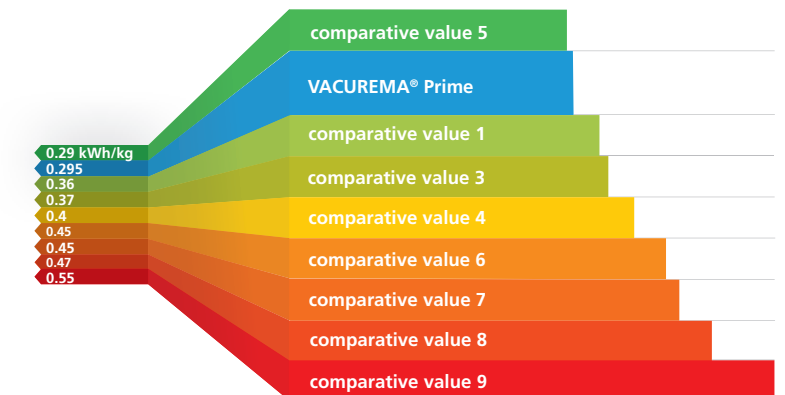 comparative value 5
VACUREMA® Prime
comparative value 1
0.29 kWh/kg
0.295
0.36
0.37
0.4
0.45
0.45
0.47
0.55
comparative value 3
comparative value 4
comparative value 6
comparative value 7
comparative value 8
comparative value 9